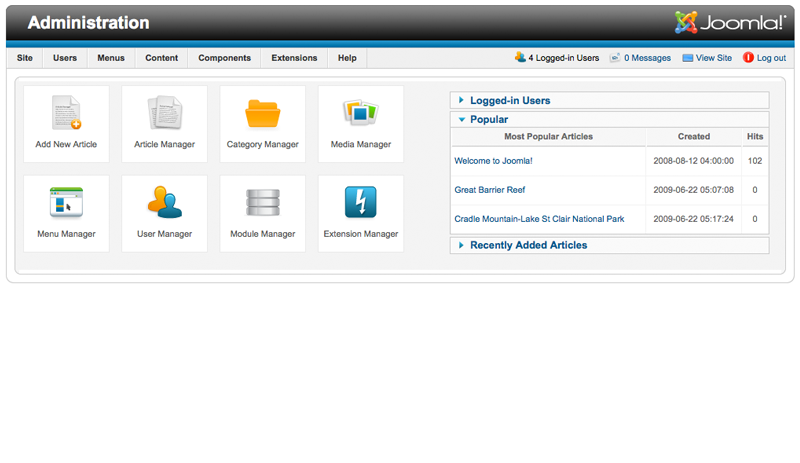 Administration
Joomla!
Site Users Menus Content Components Extensions Help
4 Logged-in Users 0 Messages View Site Log out
Add New Article Article Manager Category Manager Media Manager
Menu Manager User Manager Module Manager Extension Manager
Logged-in Users
Popular
Most Popular Articles Created Hits
Welcome to Joomla! 2008-08-12 04:00:00 102
Great Barrier Reef 2009-06-22 05:07:08 0
Cradle Mountain-Lake St Clair National Park 2009-06-22 05:17:24 0
Recently Added Articles